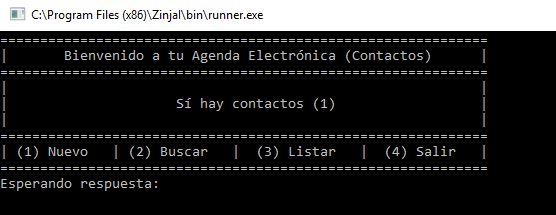 C:\Program Files (x86)\Zinjal\bin\runner.exe
=============================================================
|       Bienvenido a tu Agenda Electrónica (Contactos)      |
=============================================================
|                                                           |
|                     Sí hay contactos (1)                  |
|                                                           |
=============================================================
| (1) Nuevo   | (2) Buscar   |  (3) Listar   |  (4) Salir   |
=============================================================
Esperando respuesta: